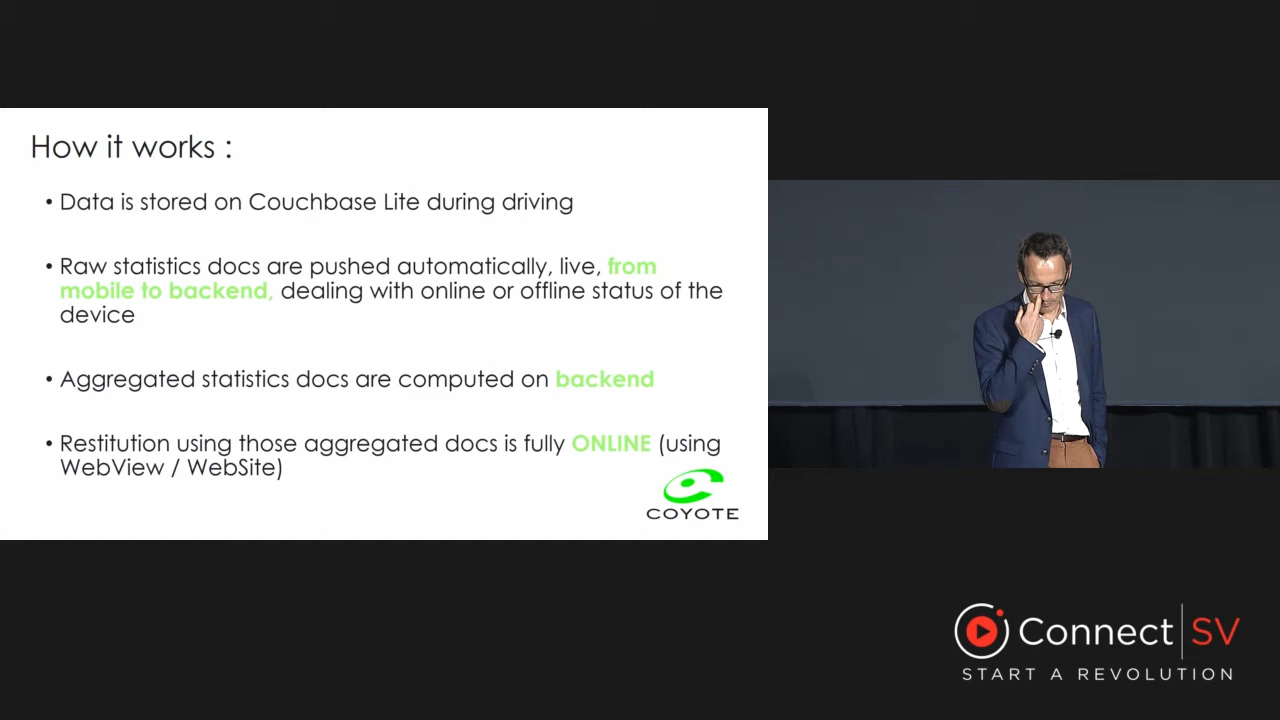 How it works :
• Data is stored on Couchbase Lite during driving
• Raw statistics docs are pushed automatically, live, from
mobile to backend, dealing with online or offline status of the
device
• Aggregated statistics docs are computed on backend
• Restitution using those aggregated docs is fully ONLINE (using
WebView / WebSite)
COYOTE
Connect | SV
START A REVOLUTION